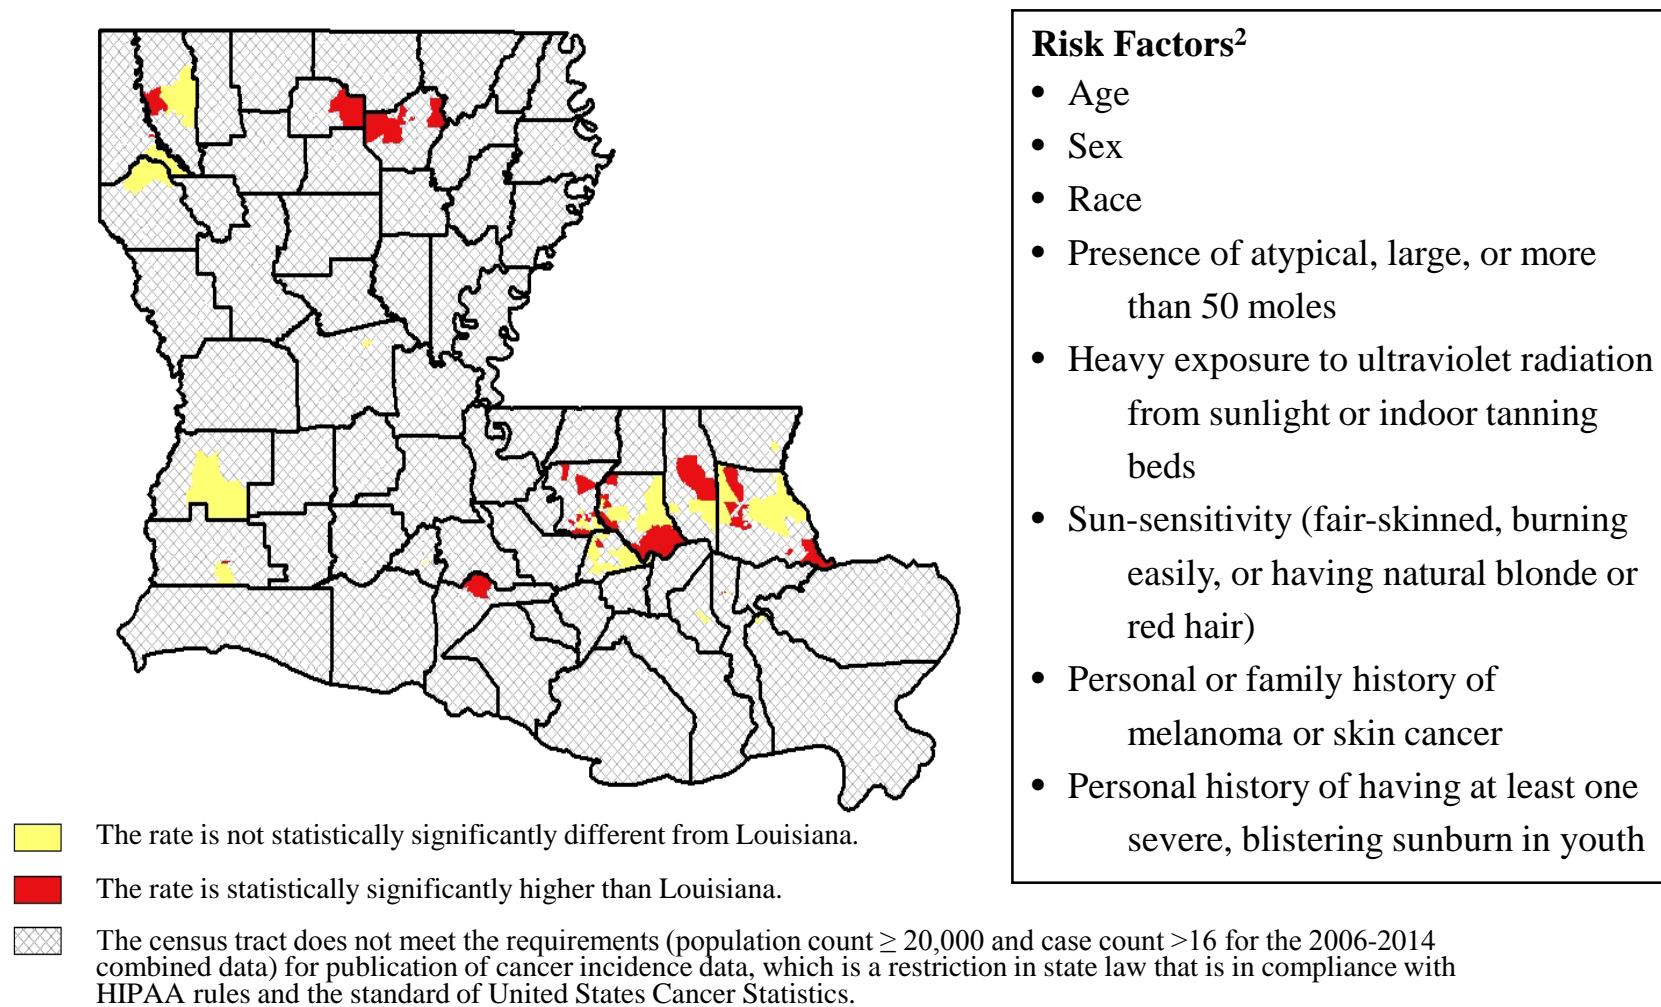 Risk Factors²
• Age
• Sex
• Race
• Presence of atypical, large, or more
than 50 moles
• Heavy exposure to ultraviolet radiation
from sunlight or indoor tanning
beds
• Sun-sensitivity (fair-skinned, burning
easily, or having natural blonde or
red hair)
• Personal or family history of
melanoma or skin cancer
• Personal history of having at least one
severe, blistering sunburn in youth
The rate is not statistically significantly different from Louisiana.
The rate is statistically significantly higher than Louisiana.
The census tract does not meet the requirements (population count ≥ 20,000 and case count >16 for the 2006-2014
combined data) for publication of cancer incidence data, which is a restriction in state law that is in compliance with
HIPAA rules and the standard of United States Cancer Statistics.